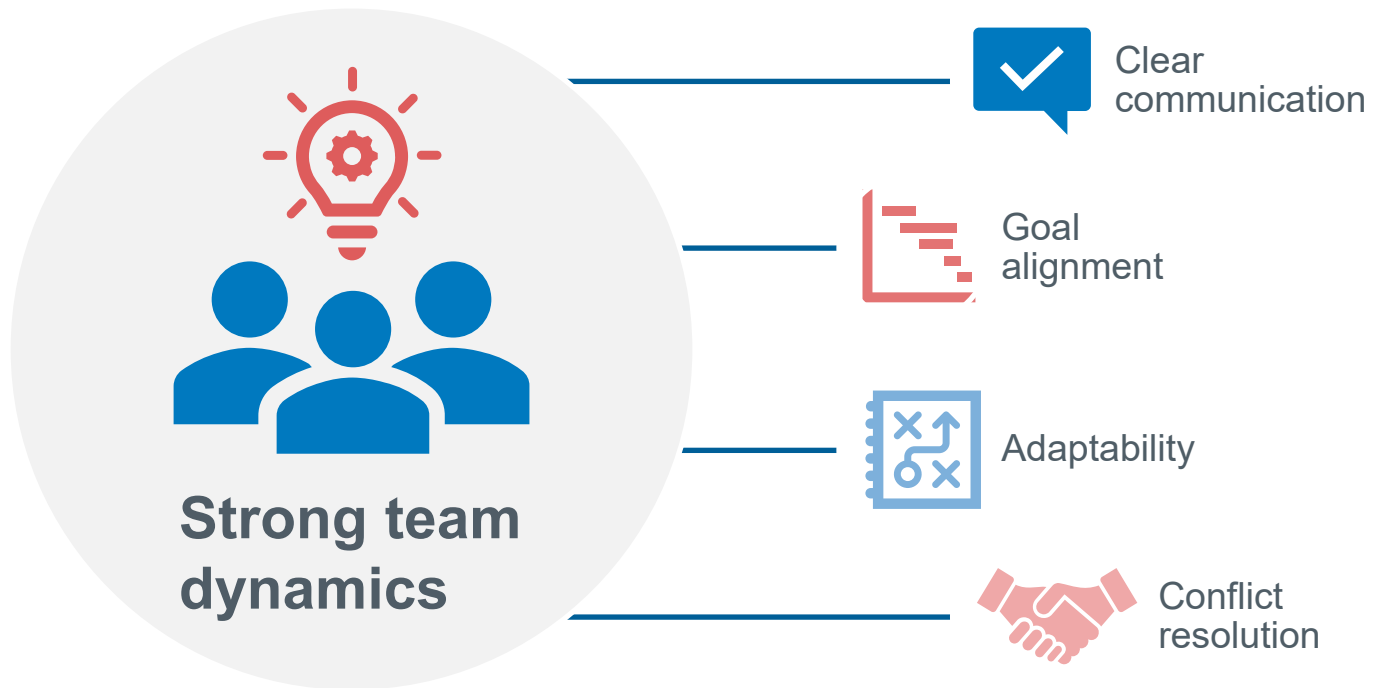 Strong team
dynamics
Clear
communication
Goal
alignment
Adaptability
Conflict
resolution